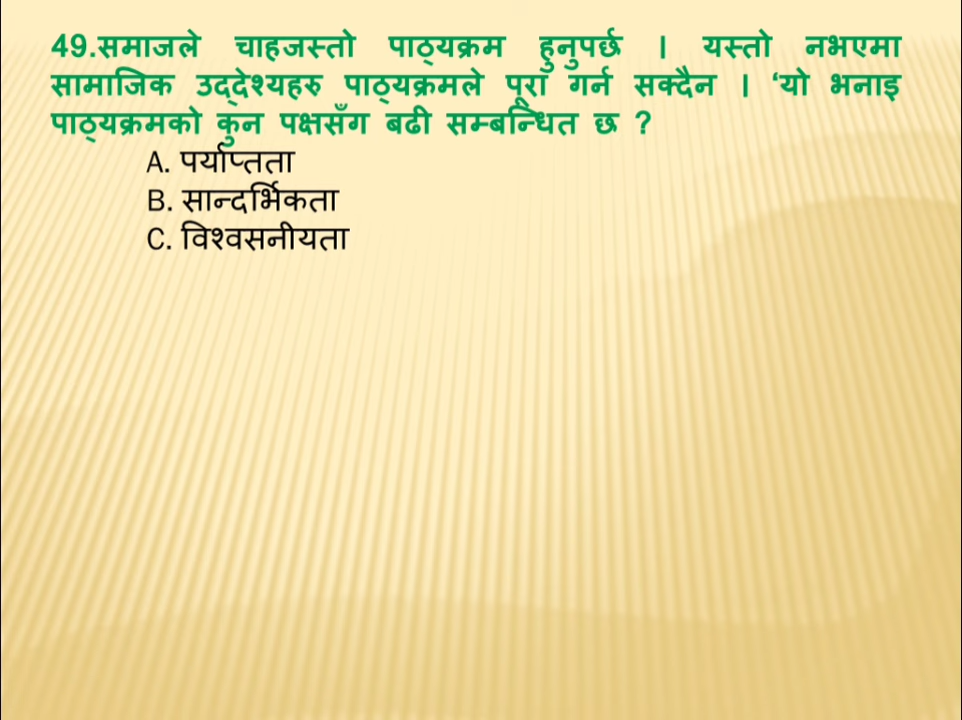 49.समाजले चाहजस्तो पाठ्यक्रम हुनुपर्छ । यस्तो नभएमा
सामाजिक उद्देश्यहरु पाठ्यक्रमले पूरा गर्न सक्दैन । ‘यो भनाइ
पाठ्यक्रमको कुन पक्षसँग बढी सम्बन्धित छ ?
A. पर्याप्तता
B. सान्दर्भिकता
C. विश्वसनीयता